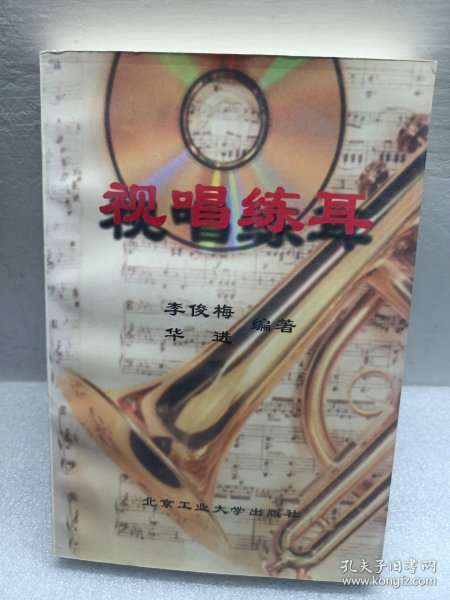 视唱练耳
李俊梅
华进 编著
北京工业大学出版社
孔夫子旧书网
www.kongfz.com